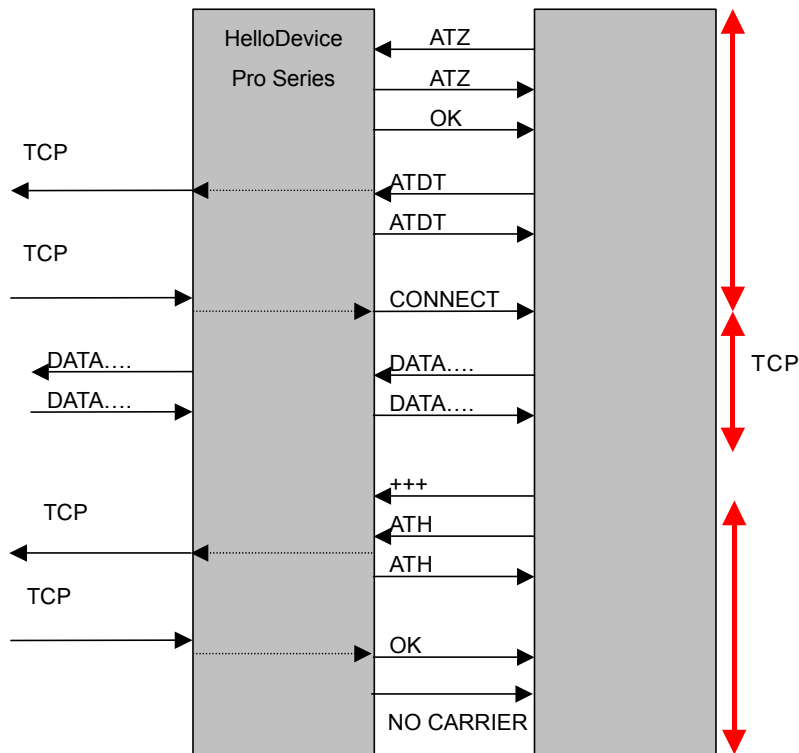 HelloDevice
Pro Series
ATZ
ATZ
OK
TCP
ATDT
ATDT
TCP
CONNECT
DATA….
DATA….
TCP
DATA….
DATA….
+++
TCP
ATH
ATH
TCP
OK
NO CARRIER